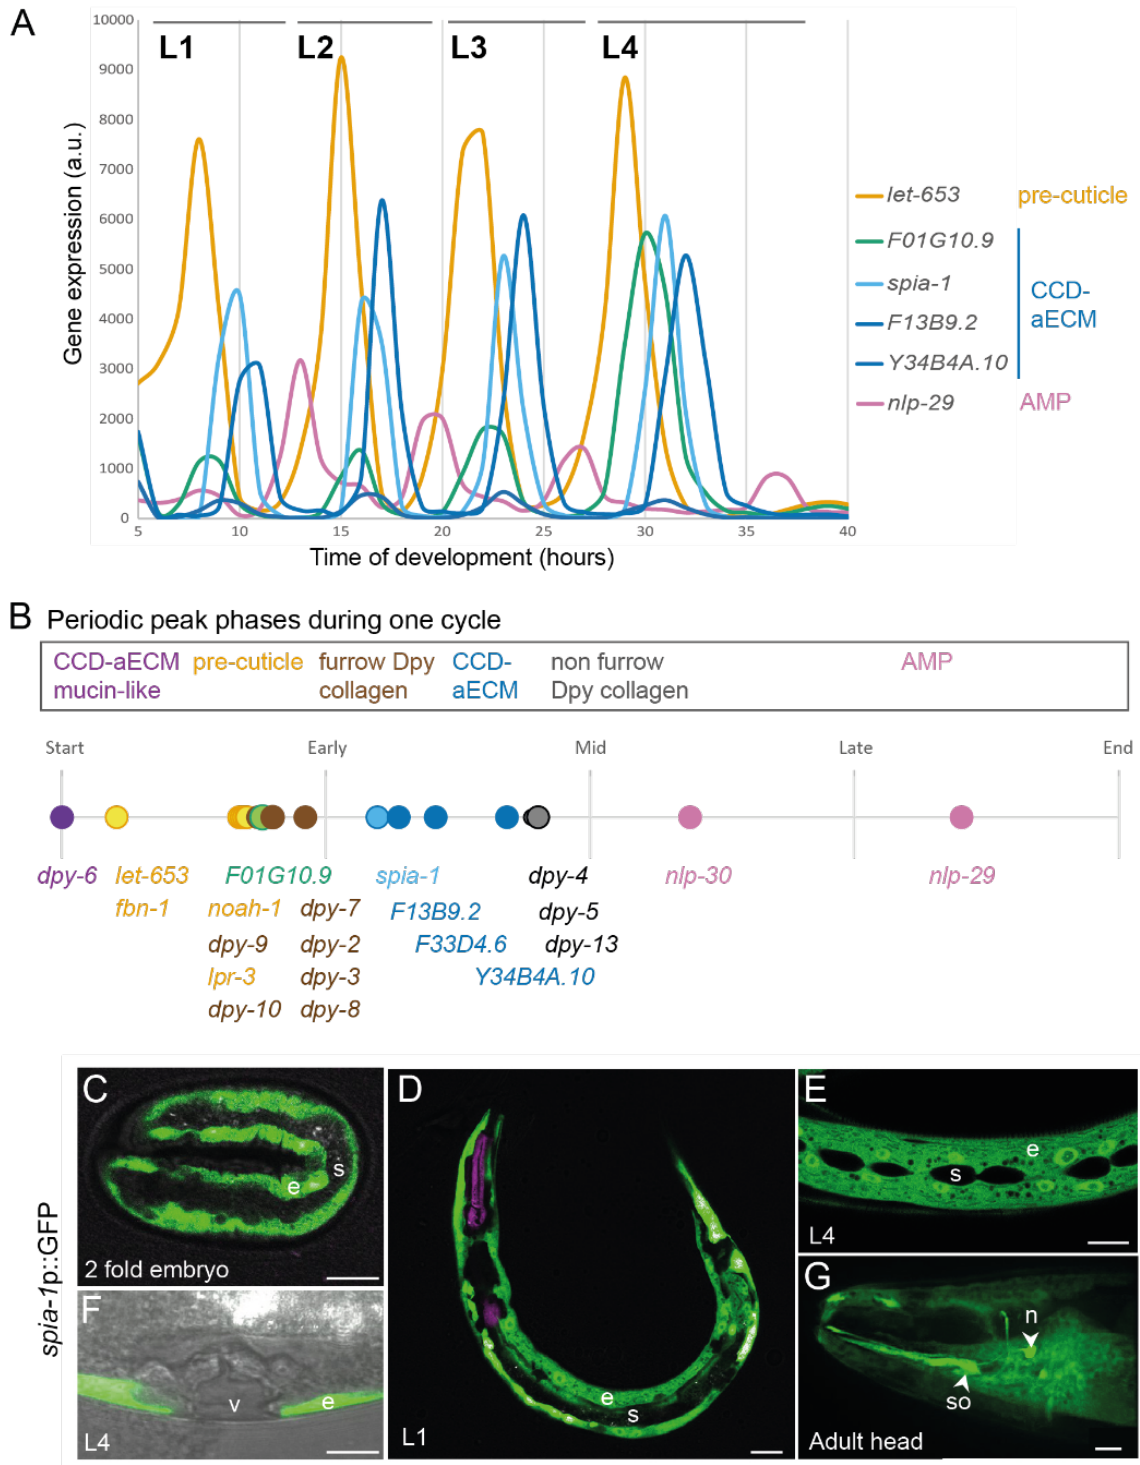 A
Gene expression (a.u.)
10000
9000
8000
7000
6000
5000
4000
3000
2000
1000
0
L1
L2
L3
L4
5
10
15
20
25
30
35
40
Time of development (hours)
let-653 pre-cuticle
F01G10.9
spia-1
F13B9.2
Y34B4A.10
CCD-
aECM
nlp-29 AMP
B Periodic peak phases during one cycle
CCD-aECM
mucin-like
pre-cuticle
furrow Dpy
collagen
CCD-
aECM
non furrow
Dpy collagen
AMP
Start Early Mid Late End
dpy-6 let-653 F01G10.9 spia-1 dpy-4 nlp-30 nlp-29
fbn-1 noah-1 dpy-7 F13B9.2 dpy-5
dpy-9 dpy-2 F33D4.6 dpy-13
lpr-3 dpy-3 Y34B4A.10
dpy-10 dpy-8
spia-1p::GFP
C
s
e
2 fold embryo
D
e
s
L1
E
e
s
L4
F
v
e
L4
G
n
so
Adult head